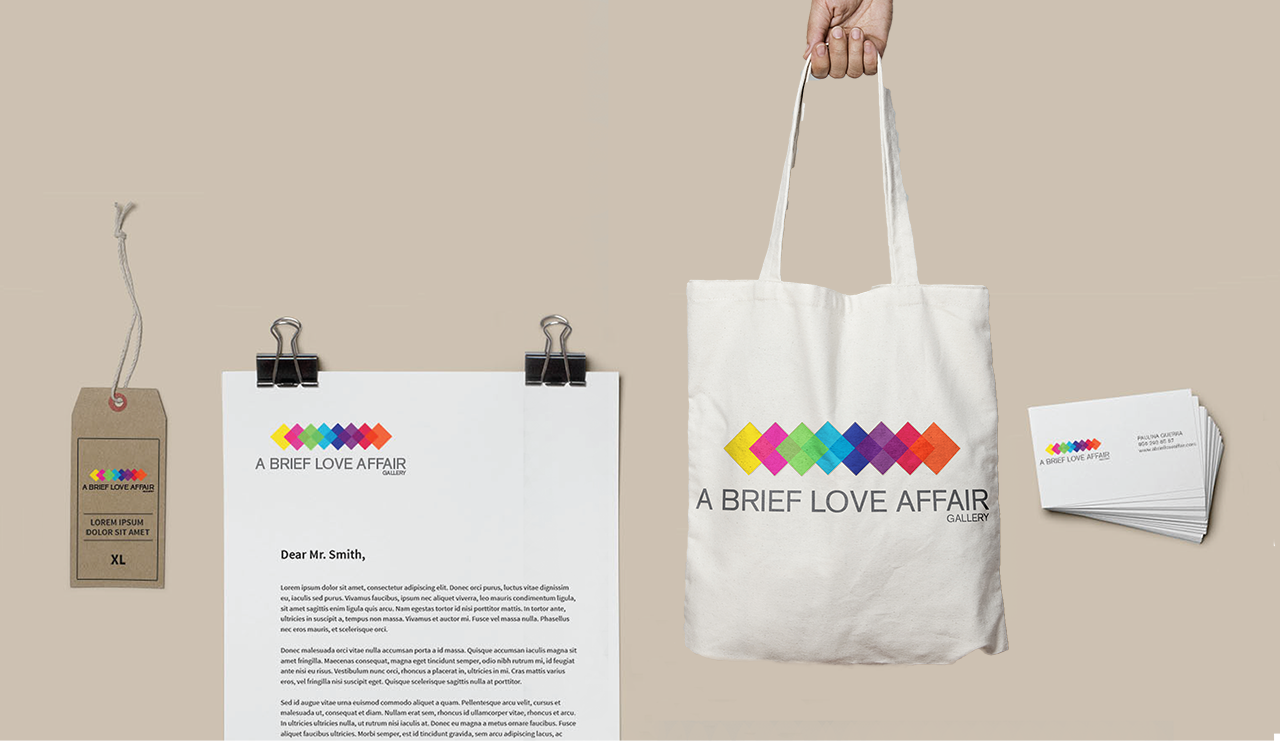 A BRIEF LOVE AFFAIR
GALLERY
LOREM IPSUM
DOLOR SIT AMET
XL
A BRIEF LOVE AFFAIR
GALLERY
Dear Mr. Smith,
Lorem ipsum dolor sit amet, consectetur adipiscing elit. Donec orci purus, luctus vitae dignissim
eu, iaculis sed purus. Vivamus faucibus, ipsum nec aliquet viverra, leo mauris condimentum ligula,
sit amet sagittis enim ligula quis arcu. Nam egestas tortor id nisi porttitor mattis. In tortor ante,
ultricies in suscipit a, tempus non massa. Vivamus et auctor mi. Fusce vel massa nulla. Phasellus
nec eros mauris, et scelerisque orci.
Donec malesuada orci vitae nulla accumsan porta a id massa. Quisque accumsan iaculis magna sit
amet fringilla. Maecenas consequat, magna eget tincidunt semper, odio nibh rutrum mi, id feugiat
ante nisi eu risus. Vestibulum nunc orci, rhoncus a placerat in, ultricies in mi. Cras mattis varius
eros, vel fringilla nisi suscipit eget. Quisque scelerisque sagittis nulla at porttitor.
Sed id augue vitae urna euismod commodo aliquet a quam. Pellentesque arcu velit, cursus et
malesuada ut, consequat et diam. Nullam erat sem, rhoncus id ullamcorper vitae, rhoncus et arcu.
In ultricies ultricies nulla, ut rutrum nisi iaculis at. Donec eu magna a metus ornare faucibus. Fusce
aliquet faucibus ultricies. Morbi semper, est id tincidunt gravida, sem arcu adipiscing lacus, ac
A BRIEF LOVE AFFAIR
GALLERY
A BRIEF LOVE AFFAIR
PAULINA GUERRA